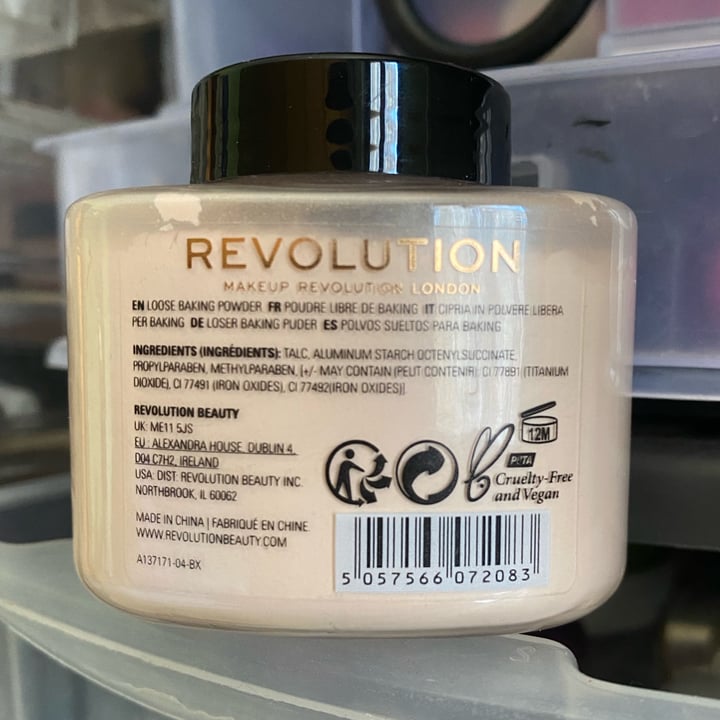 REVOLUTION
MAKEUP REVOLUTION LONDON
EN LOOSE BAKING POWDER FR POUDRE LIBRE DE BAKING IT CIPRIA IN POLVERE LIBERA
PER BAKING DE LOSER BAKING PUDER ES POLVOS SUELTOS PARA BAKING
INGREDIENTS (INGRÉDIENTS): TALC, ALUMINUM STARCH OCTENYLSUCCINATE,
PROPYLPARABEN, METHYLPARABEN, [+/- MAY CONTAIN (PEUT CONTENIR): CI 77891 (TITANIUM
DIOXIDE), CI 77491 (IRON OXIDES), CI 77492(IRON OXIDES)]
REVOLUTION BEAUTY
UK: ME11 5JS
EU : ALEXANDRA HOUSE, DUBLIN 4,
D04 C7H2, IRELAND
USA: DIST: REVOLUTION BEAUTY INC.
NORTHBROOK, IL 60062
12M
PETA
Cruelty-Free
and Vegan
MADE IN CHINA | FABRIQUÉ EN CHINE.
WWW.REVOLUTIONBEAUTY.COM
A137171-04-BX
5 057566 072083